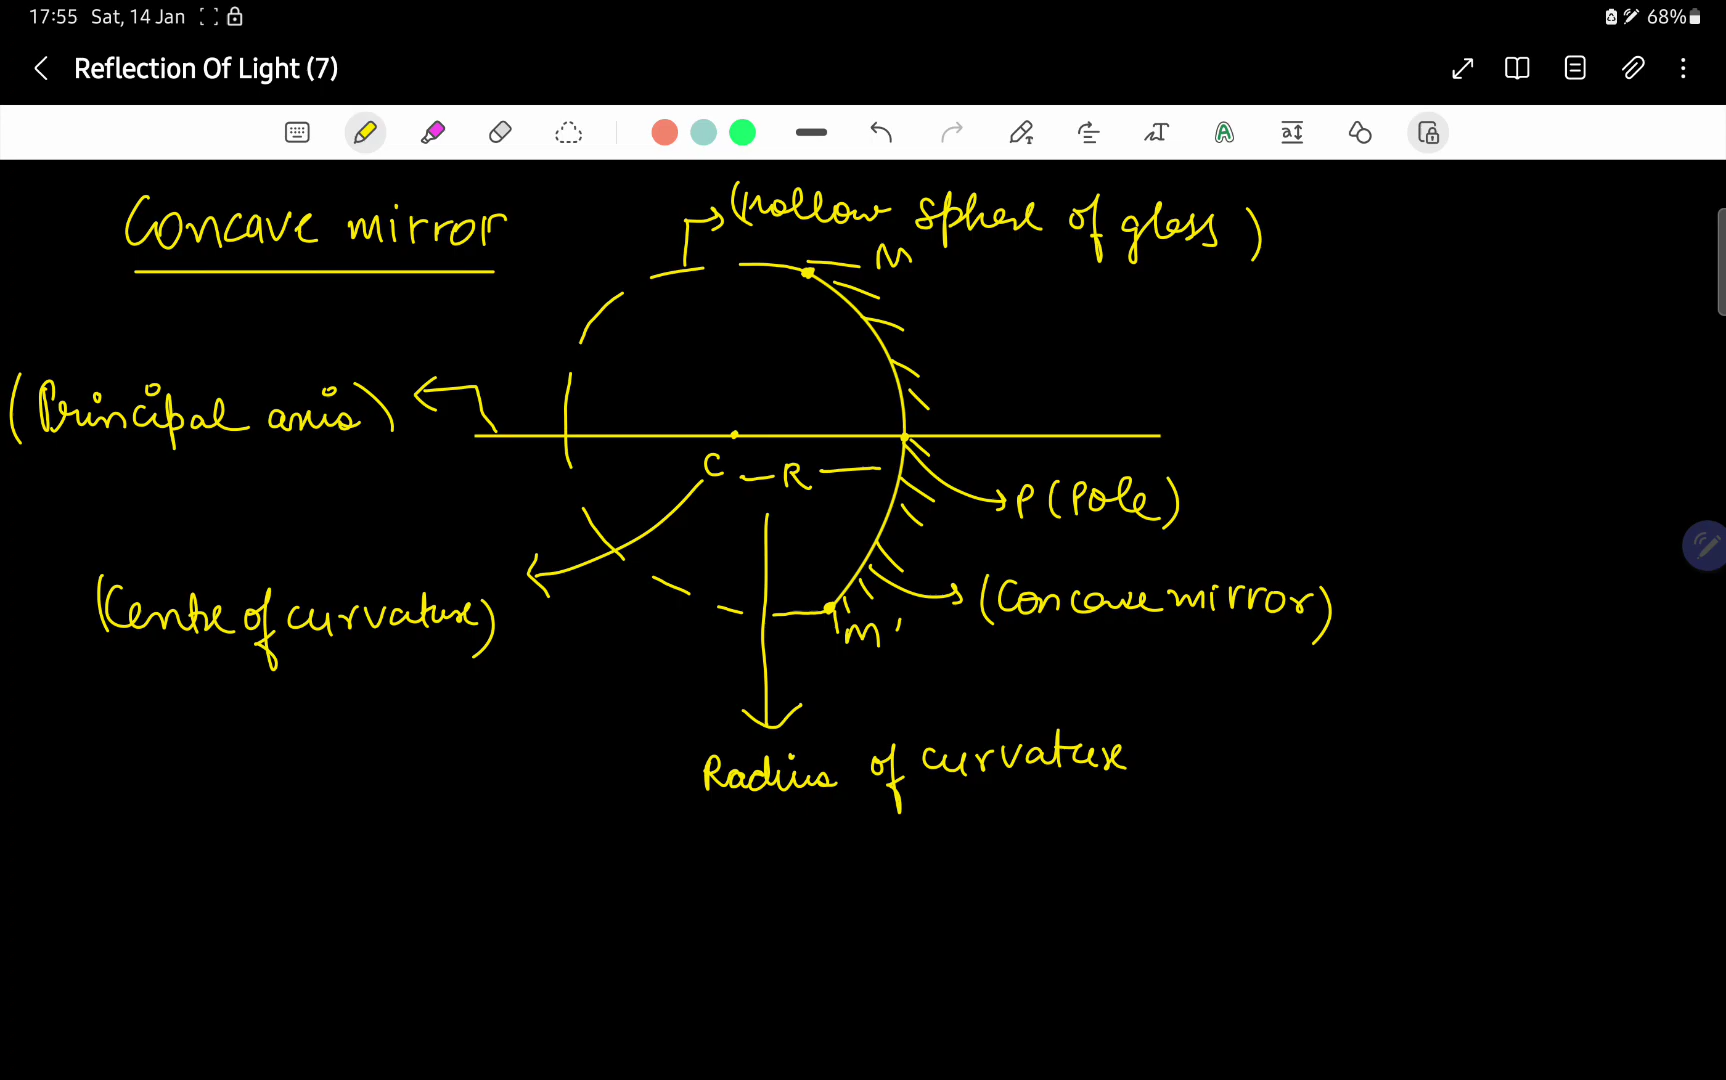 17:55 Sat, 14 Jan
68%
Reflection Of Light (7)
Concave mirror
(Hollow sphere of glass)
M
(Principal axis)
C - R -
P (Pole)
(Centre of curvature)
(Concave mirror)
M'
Radius of curvature